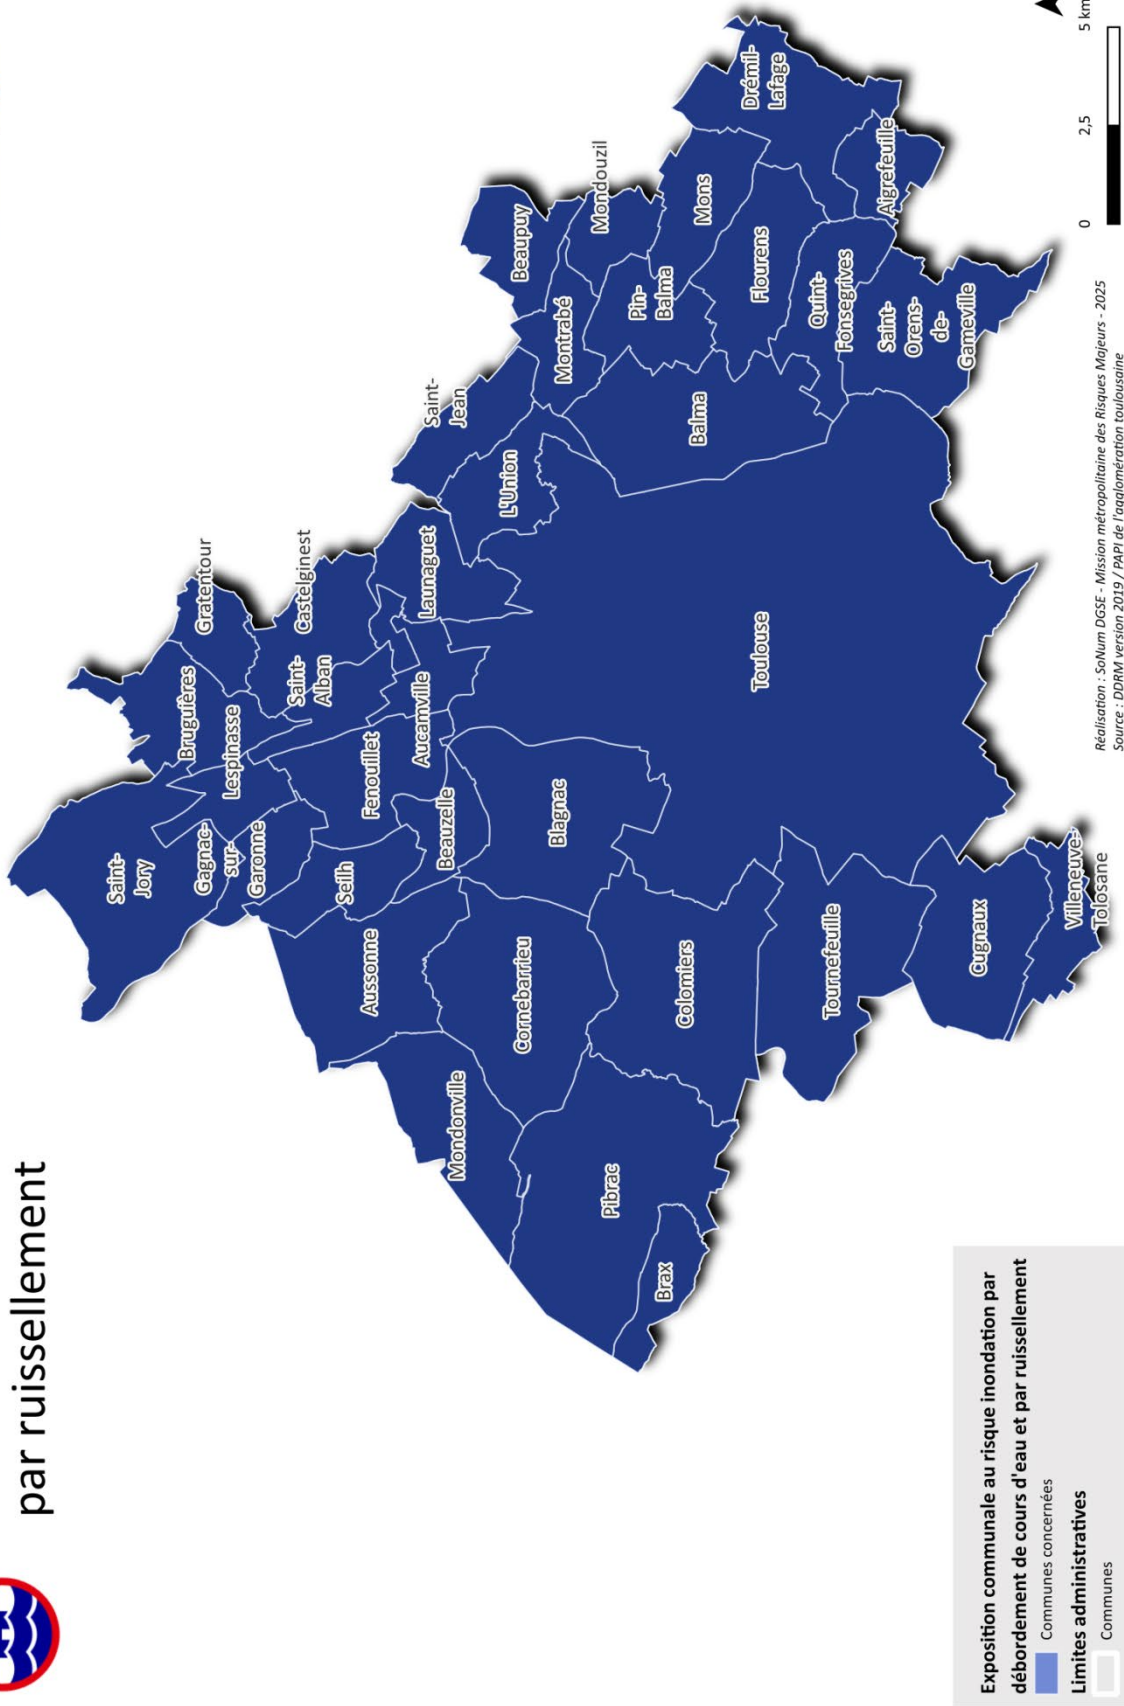 par ruissellement
Saint-
Jory
Bruguières
Gratentour
Lespinasse
Gagnac-
sur-
Garonne
Saint-
Alban
Castelginest
Seilh
Fenouillet
Aucamville
Launaguet
Saint-
Jean
Aussonne
Beauzelle
L'Union
Beaupuy
Mondonville
Cornebarrieu
Blagnac
Montrabé
Mondouzil
Pibrac
Pin-
Balma
Mons
Drémil-
Lafage
Brax
Colomiers
Balma
Flourens
Toulouse
Tournefeuille
Quint-
Fonsegrives
Aigrefeuille
Saint-
Orens-
de-
Gameville
Cugnaux
Villeneuve-
Tolosane
Exposition communale au risque inondation par
débordement de cours d'eau et par ruissellement
Communes concernées
Limites administratives
Communes
Réalisation : SoNum DGSE - Mission métropolitaine des Risques Majeurs - 2025
Source : DDRM version 2019 / PAPI de l'agglomération toulousaine
0 2,5 5 km